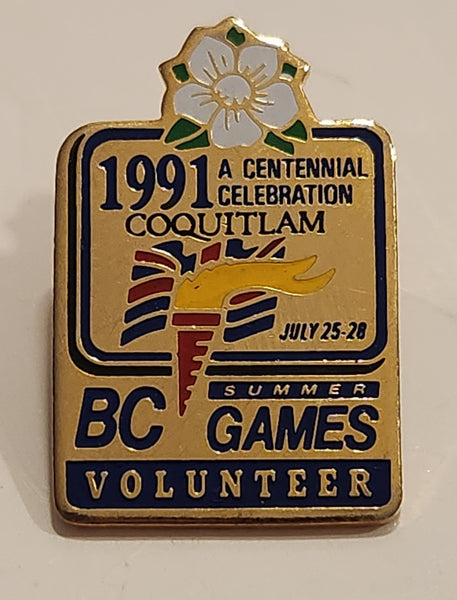 1991 A CENTENNIAL
CELEBRATION
COQUITLAM
JULY 25-28
BC SUMMER
GAMES
VOLUNTEER